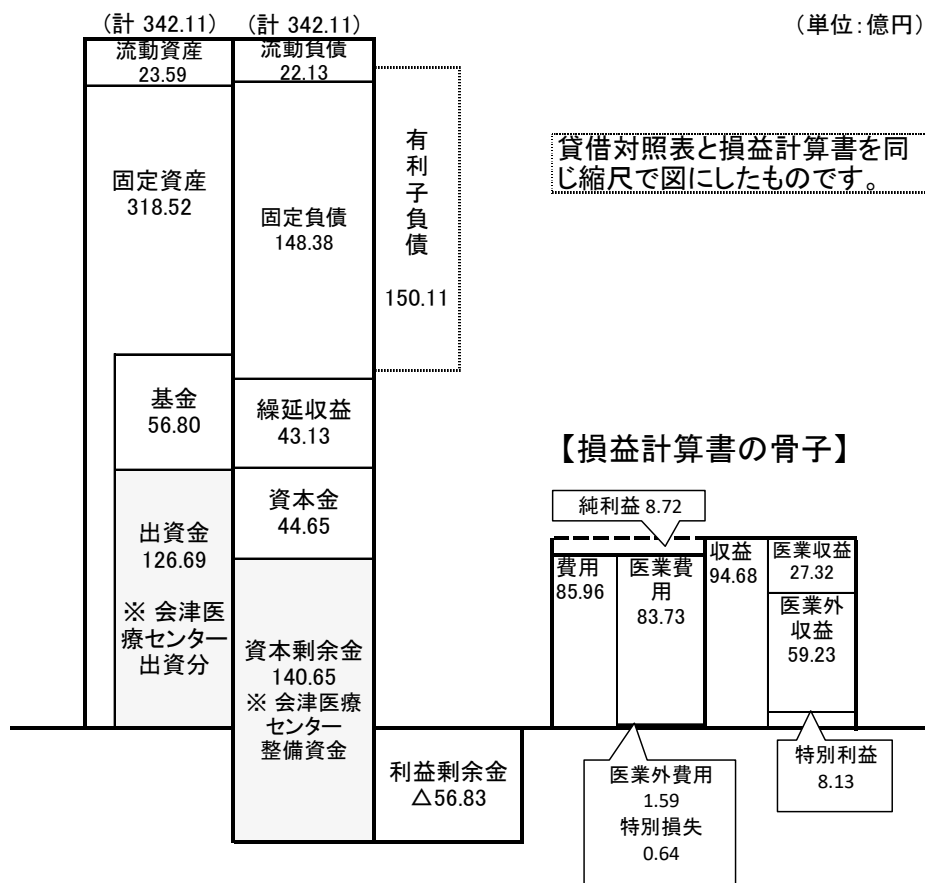 (計 342.11)
(計 342.11)
(単位:億円)
流動資産
23.59
流動負債
22.13
固定資産
318.52
固定負債
148.38
有
利
子
負
債
150.11
貸借対照表と損益計算書を同
じ縮尺で図にしたものです。
基金
56.80
繰延収益
43.13
資本金
44.65
出資金
126.69
※ 会津医
療センター
出資分
資本剰余金
140.65
※ 会津医療
センター
整備資金
利益剰余金
△56.83
【損益計算書の骨子】
純利益 8.72
費用
85.96
医業費
用
83.73
収益
94.68
医業収益
27.32
医業外
収益
59.23
医業外費用
1.59
特別損失
0.64
特別利益
8.13